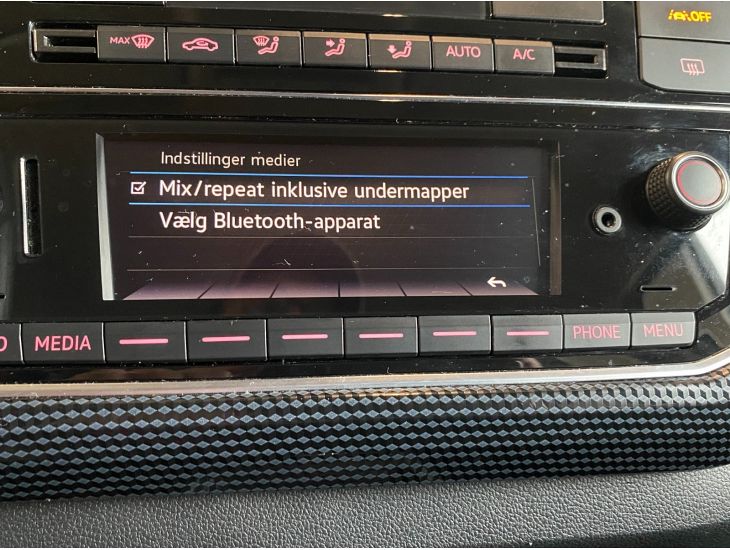 OFF
MAX
AUTO
A/C
Indstillinger medier
Mix/repeat inklusive undermapper
Vælg Bluetooth-apparat
MEDIA
PHONE
MENU